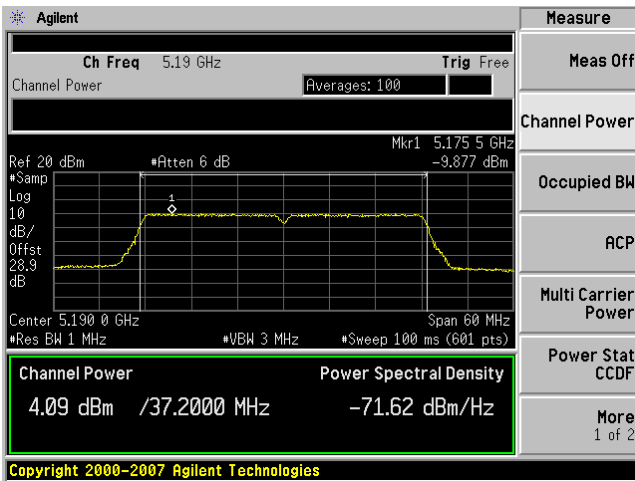 Agilent
Ch Freq 5.19 GHz Trig Free
Channel Power Averages: 100
Mkr1 5.175 5 GHz
Ref 20 dBm #Atten 6 dB -9.877 dBm
#Samp
Log
10
dB/
Offst
28.9
dB
1
Center 5.190 0 GHz Span 60 MHz
#Res BW 1 MHz #VBW 3 MHz #Sweep 100 ms (601 pts)
Channel Power Power Spectral Density
4.09 dBm /37.2000 MHz -71.62 dBm/Hz
Copyright 2000-2007 Agilent Technologies
Measure
Meas Off
Channel Power
Occupied BW
ACP
Multi Carrier
Power
Power Stat
CCDF
More
1 of 2